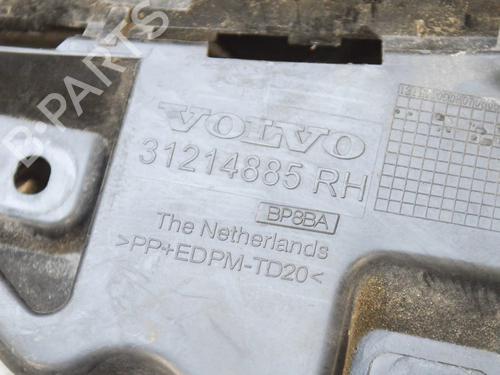 B-PARTS
VOLVO
31214885 RH
BP8BA
The Netherlands
>PP+EDPM-TD20<